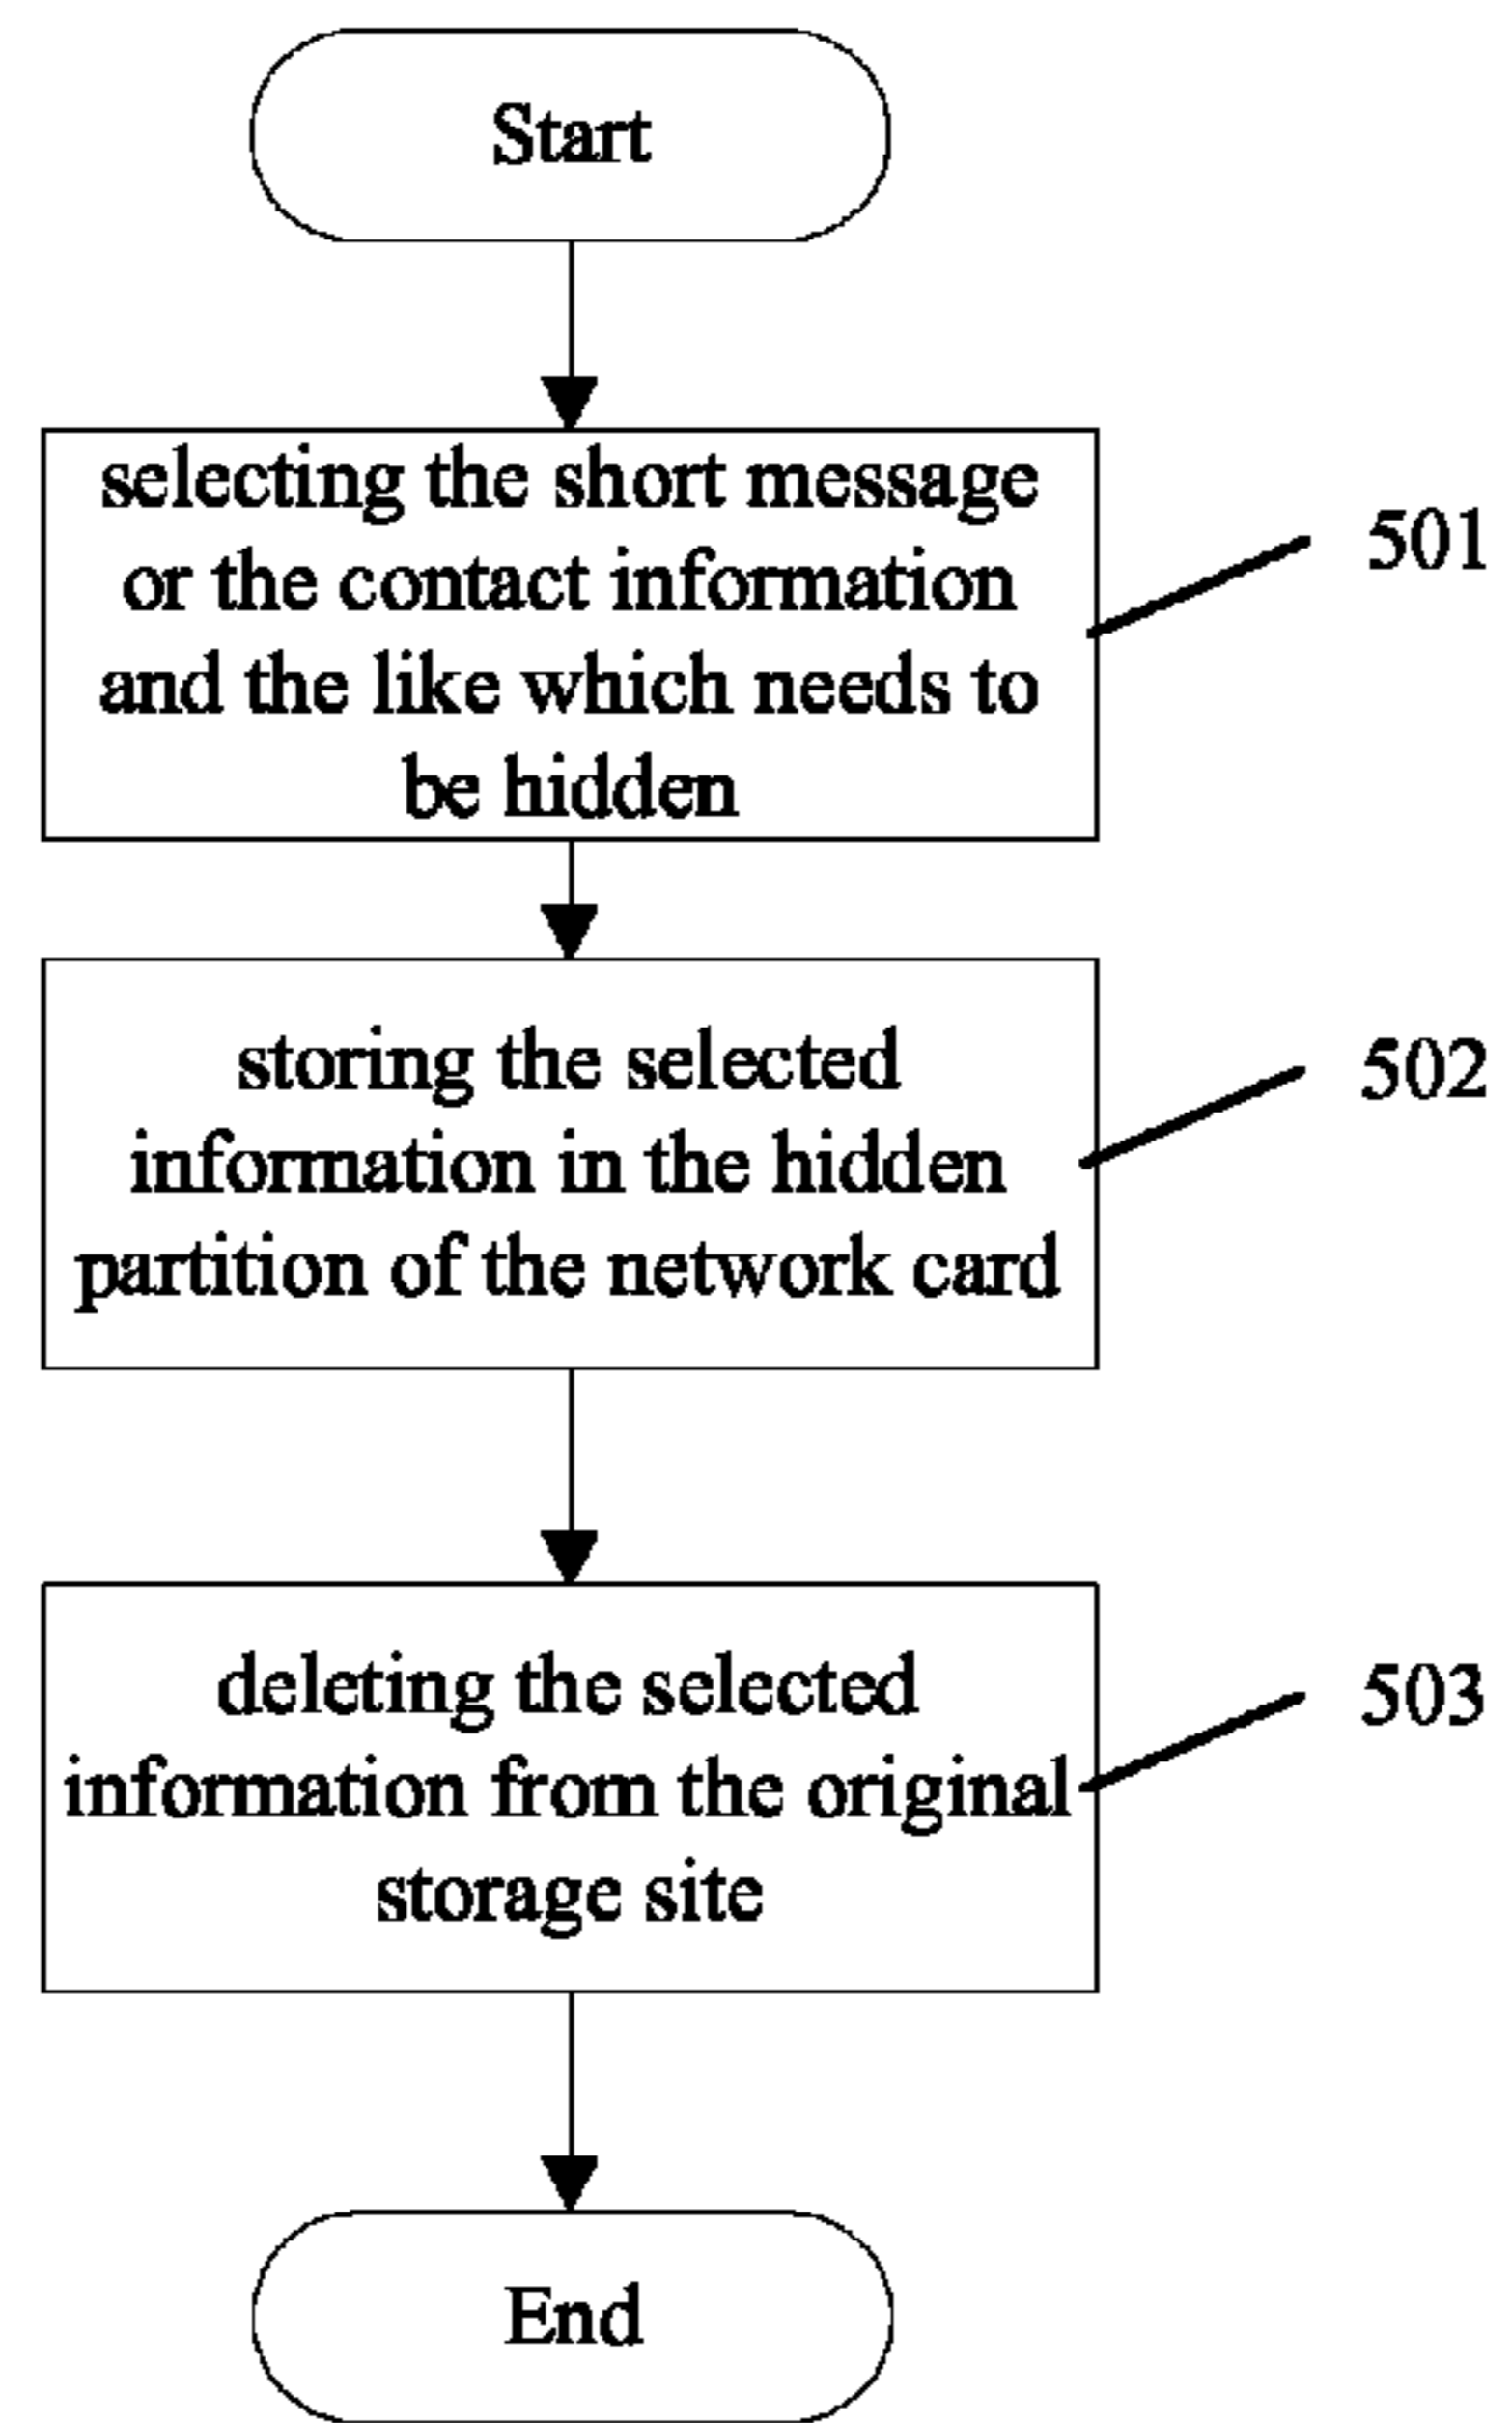 Start
selecting the short message
or the contact information
and the like which needs to
be hidden
501
storing the selected
information in the hidden
partition of the network card
502
deleting the selected
information from the original
storage site
503
End